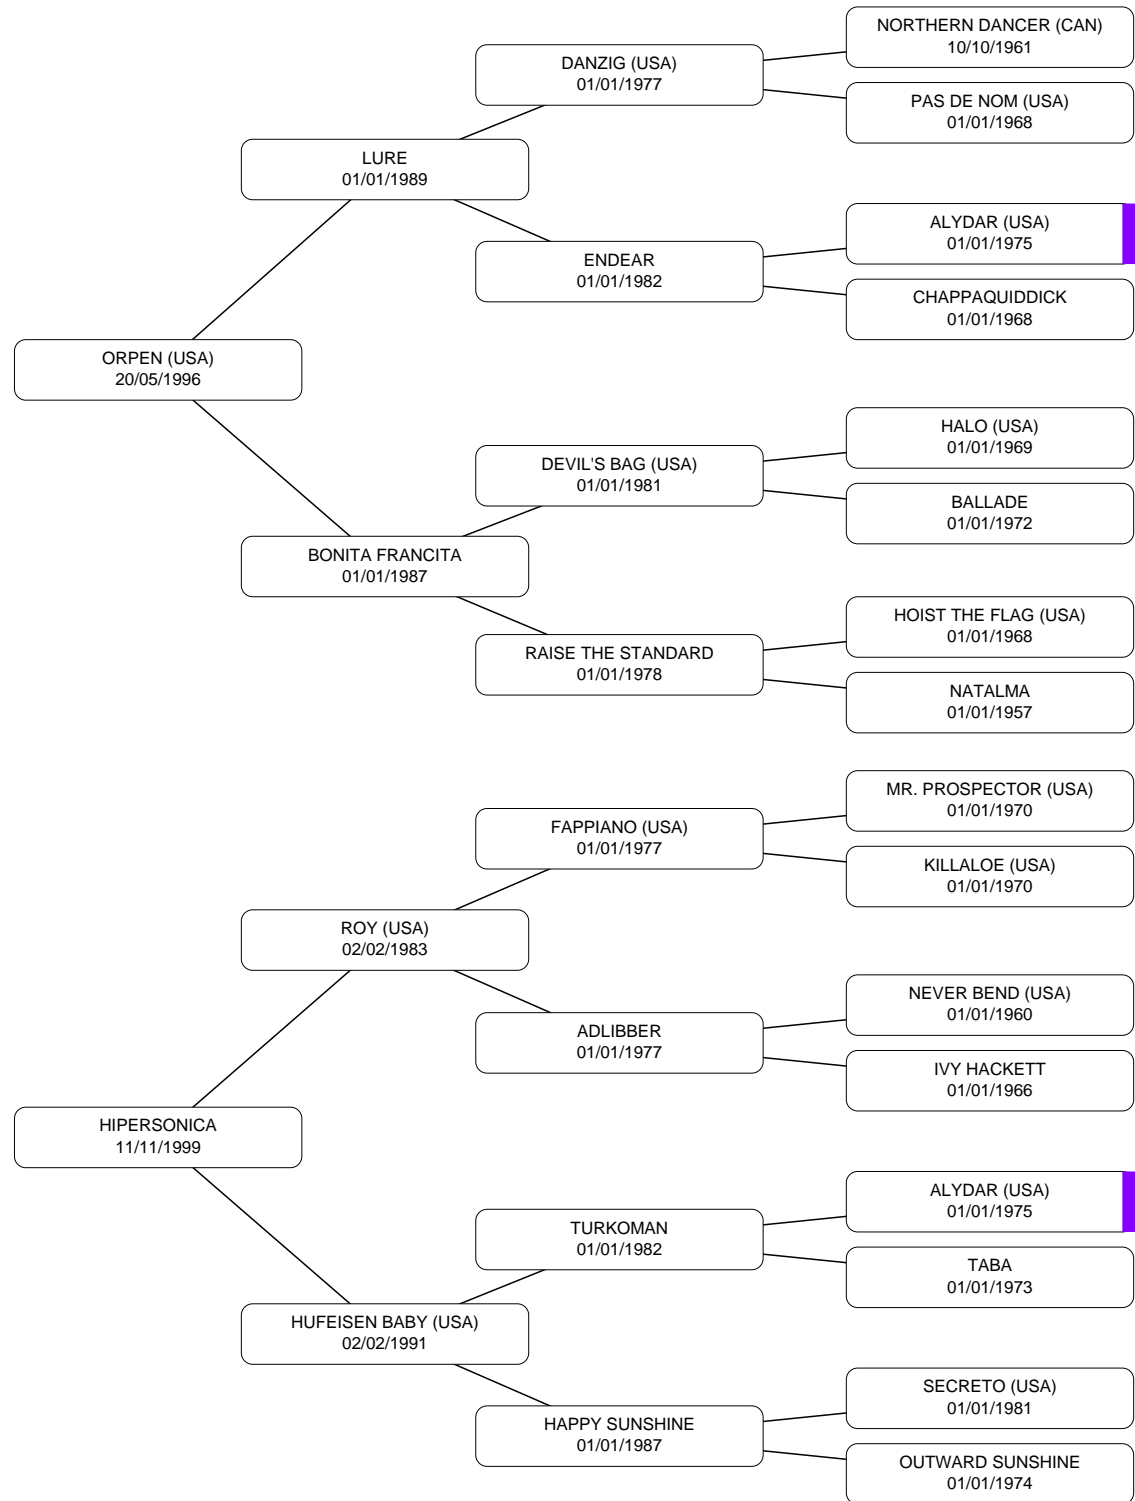 NORTHERN DANCER (CAN)
10/10/1961
DANZIG (USA)
01/01/1977
PAS DE NOM (USA)
01/01/1968
LURE
01/01/1989
ALYDAR (USA)
01/01/1975
ENDEAR
01/01/1982
CHAPPAQUIDDICK
01/01/1968
ORPEN (USA)
20/05/1996
HALO (USA)
01/01/1969
DEVIL'S BAG (USA)
01/01/1981
BALLADE
01/01/1972
BONITA FRANCITA
01/01/1987
HOIST THE FLAG (USA)
01/01/1968
RAISE THE STANDARD
01/01/1978
NATALMA
01/01/1957
MR. PROSPECTOR (USA)
01/01/1970
FAPPIANO (USA)
01/01/1977
KILLALOE (USA)
01/01/1970
ROY (USA)
02/02/1983
NEVER BEND (USA)
01/01/1960
ADLIBBER
01/01/1977
IVY HACKETT
01/01/1966
HIPERSONICA
11/11/1999
ALYDAR (USA)
01/01/1975
TURKOMAN
01/01/1982
TABA
01/01/1973
HUFEISEN BABY (USA)
02/02/1991
SECRETO (USA)
01/01/1981
HAPPY SUNSHINE
01/01/1987
OUTWARD SUNSHINE
01/01/1974